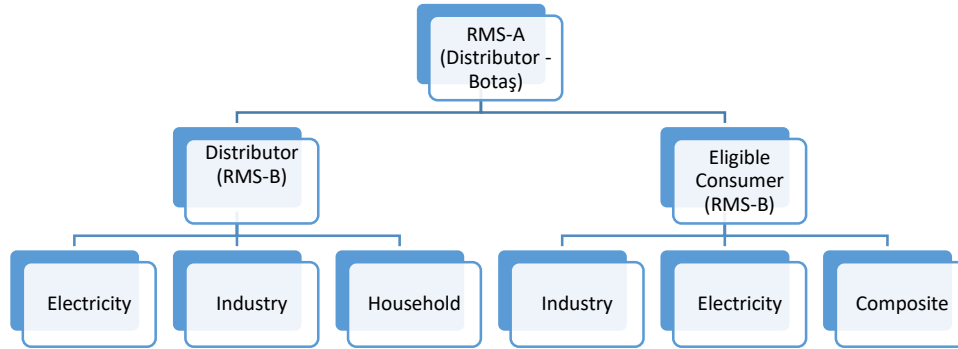 RMS-A
(Distributor -
Botaş)
Distributor
(RMS-B)
Eligible
Consumer
(RMS-B)
Electricity
Industry
Household
Industry
Electricity
Composite